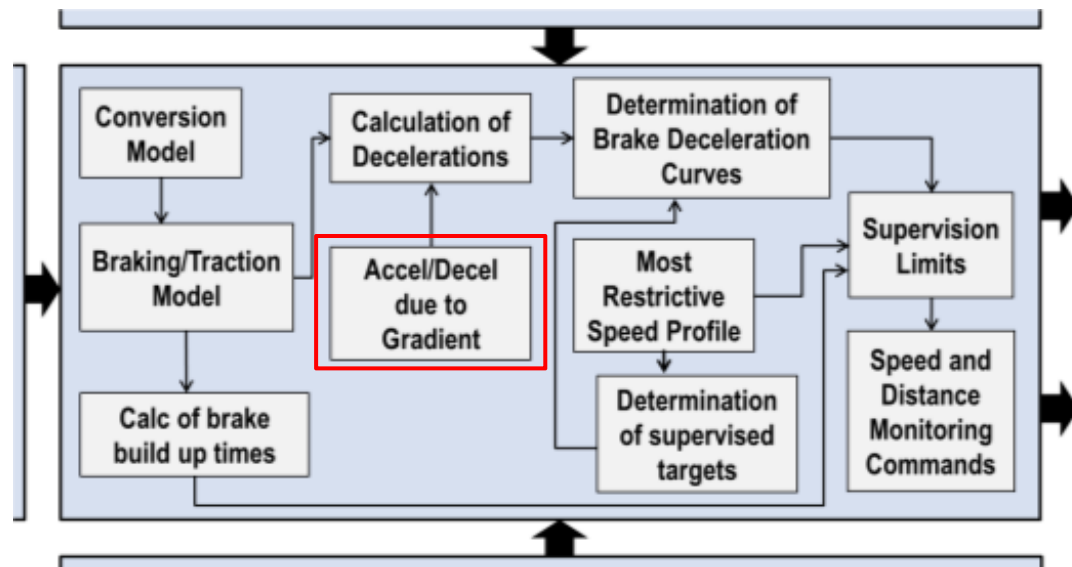 Conversion
Model
Calculation of
Decelerations
Determination of
Brake Deceleration
Curves
Braking/Traction
Model
Accel/Decel
due to
Gradient
Most
Restrictive
Speed Profile
Supervision
Limits
Calc of brake
build up times
Determination
of supervised
targets
Speed and
Distance
Monitoring
Commands